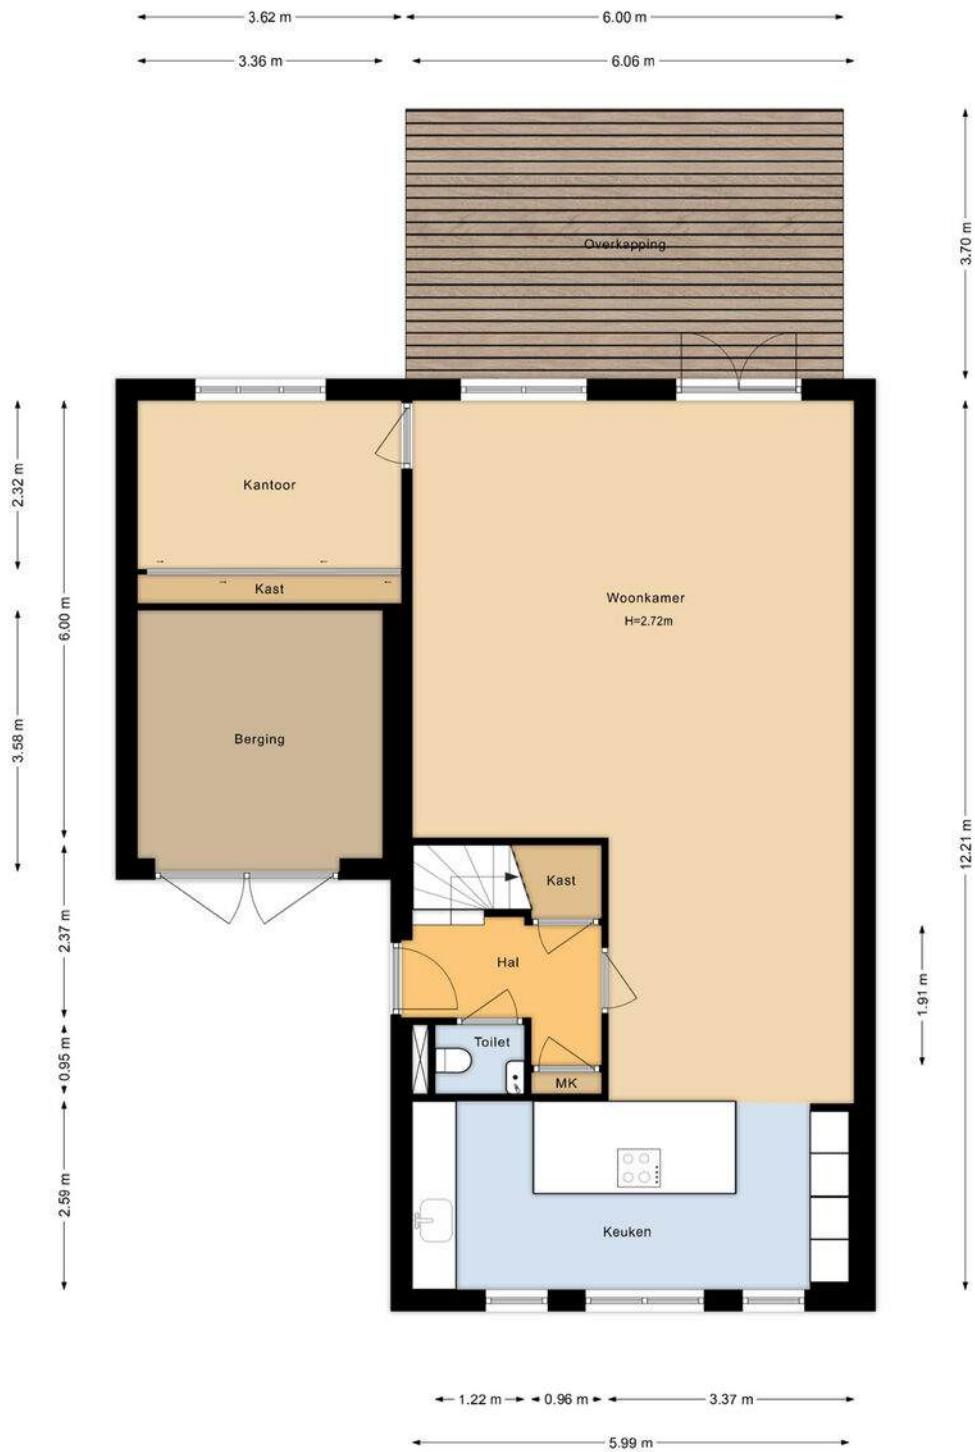 3.62 m
6.00 m
3.36 m
6.06 m
3.70 m
Overkapping
2.32 m
6.00 m
Kantoor
Kast
Woonkamer
H=2.72m
3.58 m
Berging
12.21 m
2.37 m
Kast
Hal
1.91 m
0.95 m
Toilet
MK
2.59 m
Keuken
1.22 m
0.96 m
3.37 m
5.99 m